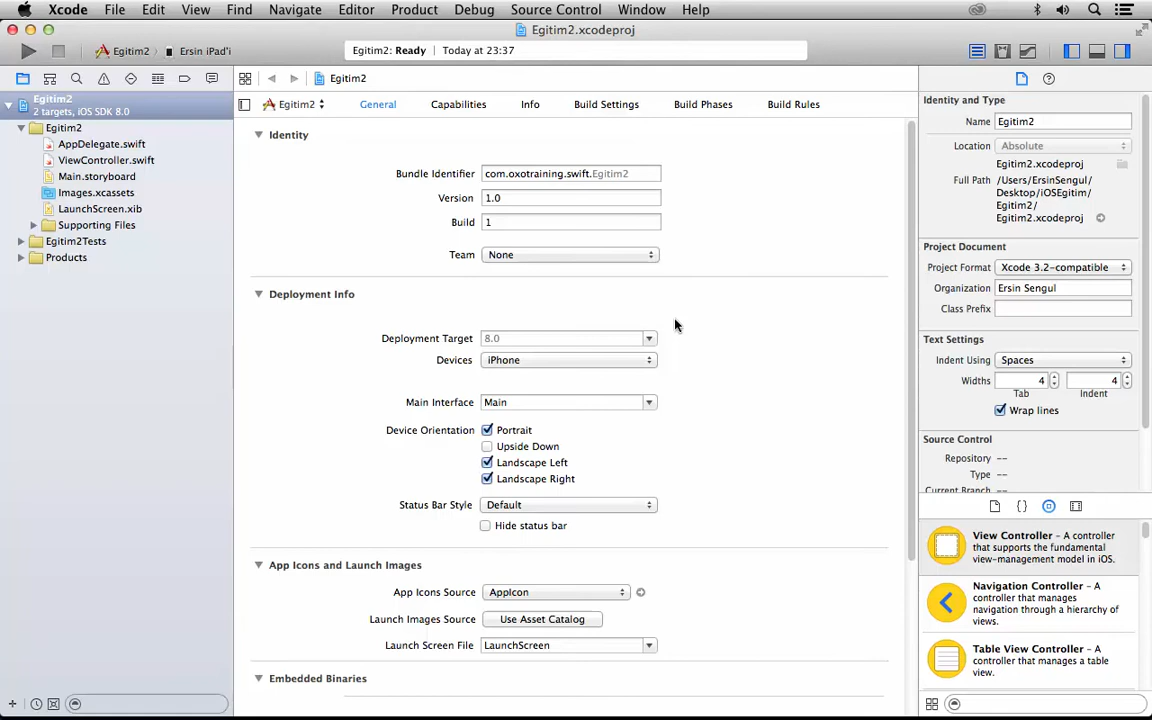 Xcode File Edit View Find Navigate Editor Product Debug Source Control Window Help
Egitim2.xcodeproj
Egitim2 Ersin iPad'i
Egitim2: Ready | Today at 23:37
Egitim2
2 targets, iOS SDK 8.0
Egitim2
AppDelegate.swift
ViewController.swift
Main.storyboard
Images.xcassets
LaunchScreen.xib
Supporting Files
Egitim2Tests
Products
Egitim2
Egitim2 General Capabilities Info Build Settings Build Phases Build Rules
Identity
Bundle Identifier com.oxotraining.swift.Egitim2
Version 1.0
Build 1
Team None
Deployment Info
Deployment Target 8.0
Devices iPhone
Main Interface Main
Device Orientation Portrait
Upside Down
Landscape Left
Landscape Right
Status Bar Style Default
Hide status bar
App Icons and Launch Images
App Icons Source AppIcon
Launch Images Source Use Asset Catalog
Launch Screen File LaunchScreen
Embedded Binaries
Identity and Type
Name Egitim2
Location Absolute
Egitim2.xcodeproj
Full Path /Users/ErsinSengul/
Desktop/iOSEgitim/
Egitim2/
Egitim2.xcodeproj
Project Document
Project Format Xcode 3.2-compatible
Organization Ersin Sengul
Class Prefix
Text Settings
Indent Using Spaces
Widths 4 4
Tab Indent
Wrap lines
Source Control
Repository --
Type --
Current Branch --
View Controller – A controller
that supports the fundamental
view-management model in iOS.
Navigation Controller – A
controller that manages
navigation through a hierarchy of
views.
Table View Controller – A
controller that manages a table
view.